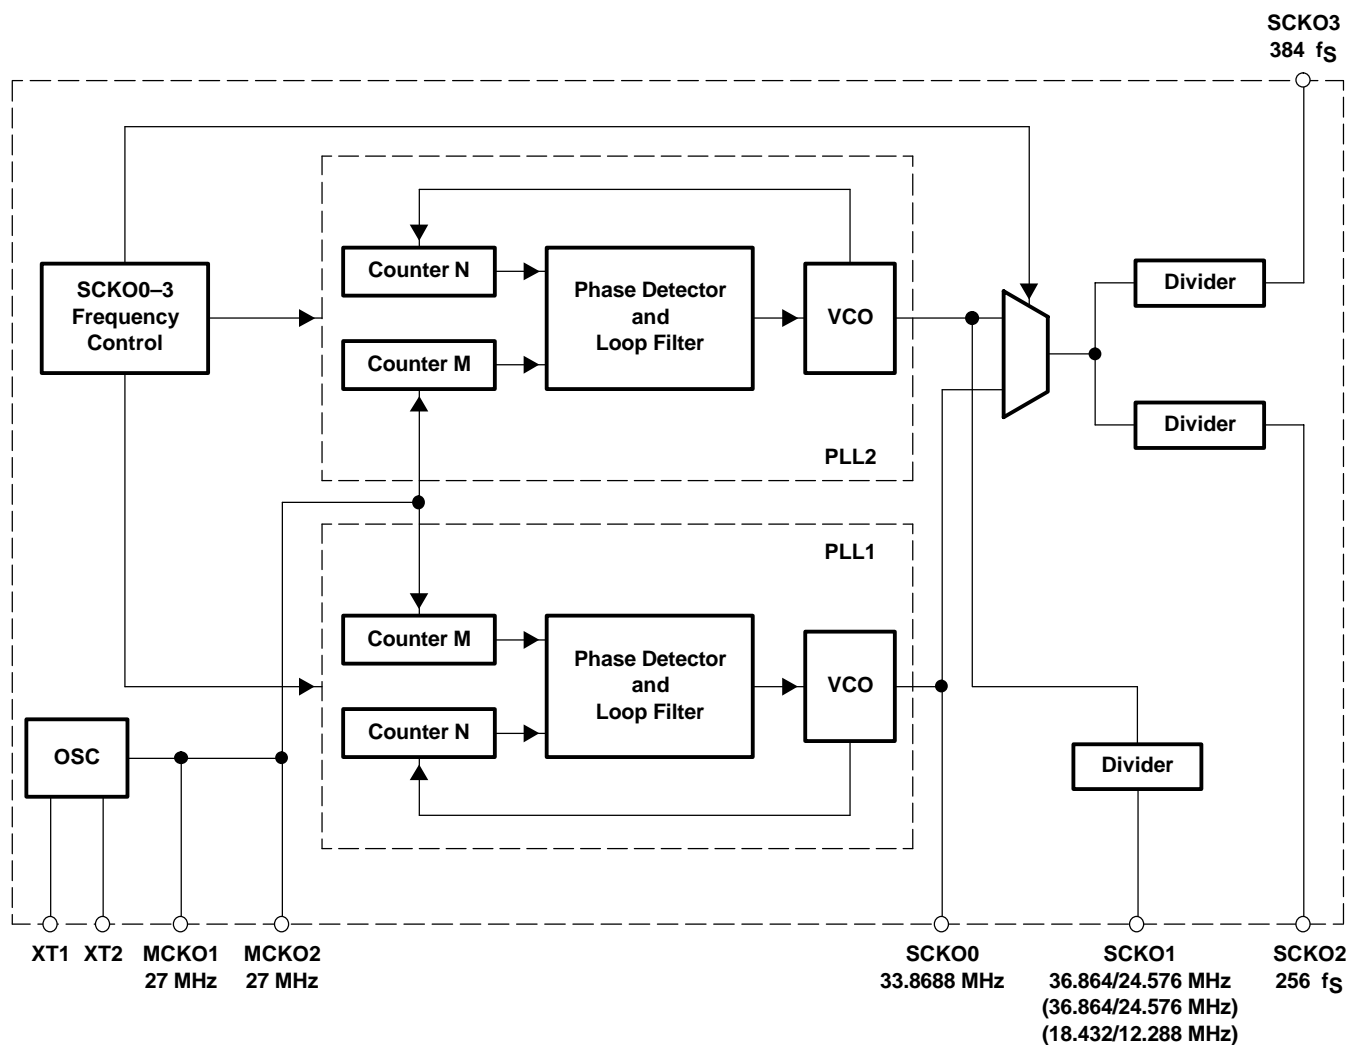 SCKO3
384 fS
SCKO0–3
Frequency
Control
Counter N
Counter M
Phase Detector
and
Loop Filter
VCO
Divider
Divider
PLL2
PLL1
Counter M
Counter N
Phase Detector
and
Loop Filter
VCO
OSC
Divider
XT1
XT2
MCKO1
27 MHz
MCKO2
27 MHz
SCKO0
33.8688 MHz
SCKO1
36.864/24.576 MHz
(36.864/24.576 MHz)
(18.432/12.288 MHz)
SCKO2
256 fS